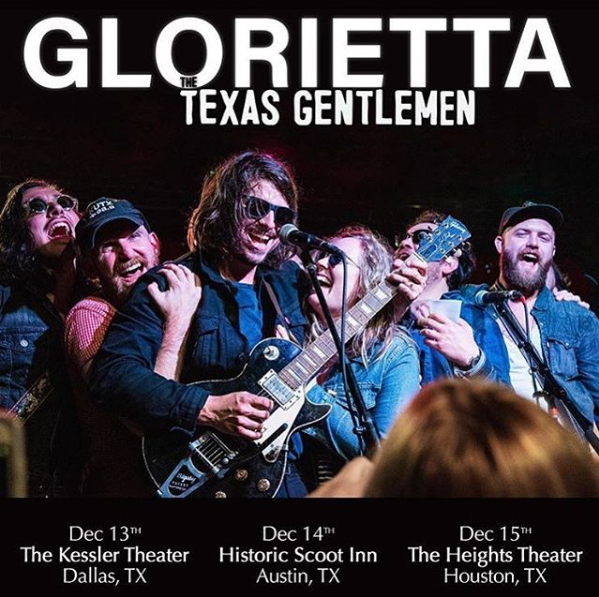 GLORIETTA
THE
TEXAS GENTLEMEN
Dec 13TH
The Kessler Theater
Dallas, TX
Dec 14TH
Historic Scoot Inn
Austin, TX
Dec 15TH
The Heights Theater
Houston, TX